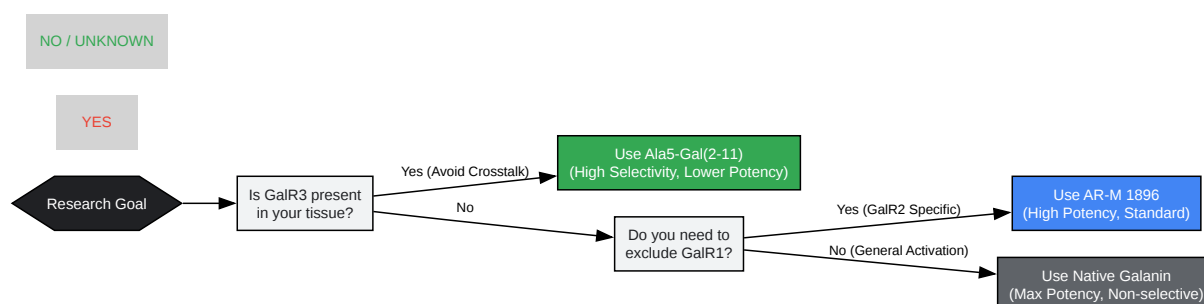 NO / UNKNOWN
YES
Research Goal
Is GalR3 present
in your tissue?
Yes (Avoid Crosstalk)
No
Use Ala5-Gal(2-11)
(High Selectivity, Lower Potency)
Do you need to
exclude GalR1?
Yes (GalR2 Specific)
No (General Activation)
Use AR-M 1896
(High Potency, Standard)
Use Native Galanin
(Max Potency, Non-selective)